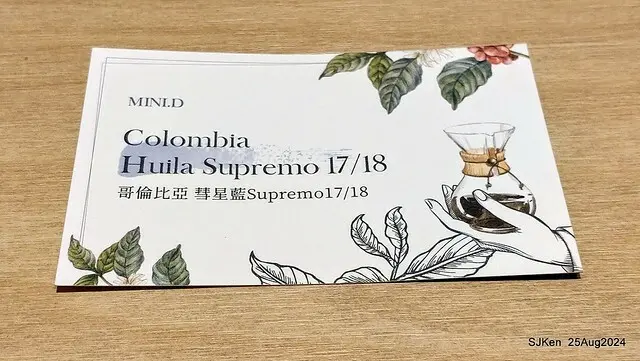 MINI.D
Colombia
Huila Supremo 17/18
哥倫比亞 彗星藍Supremo17/18
SJKen 25Aug2024